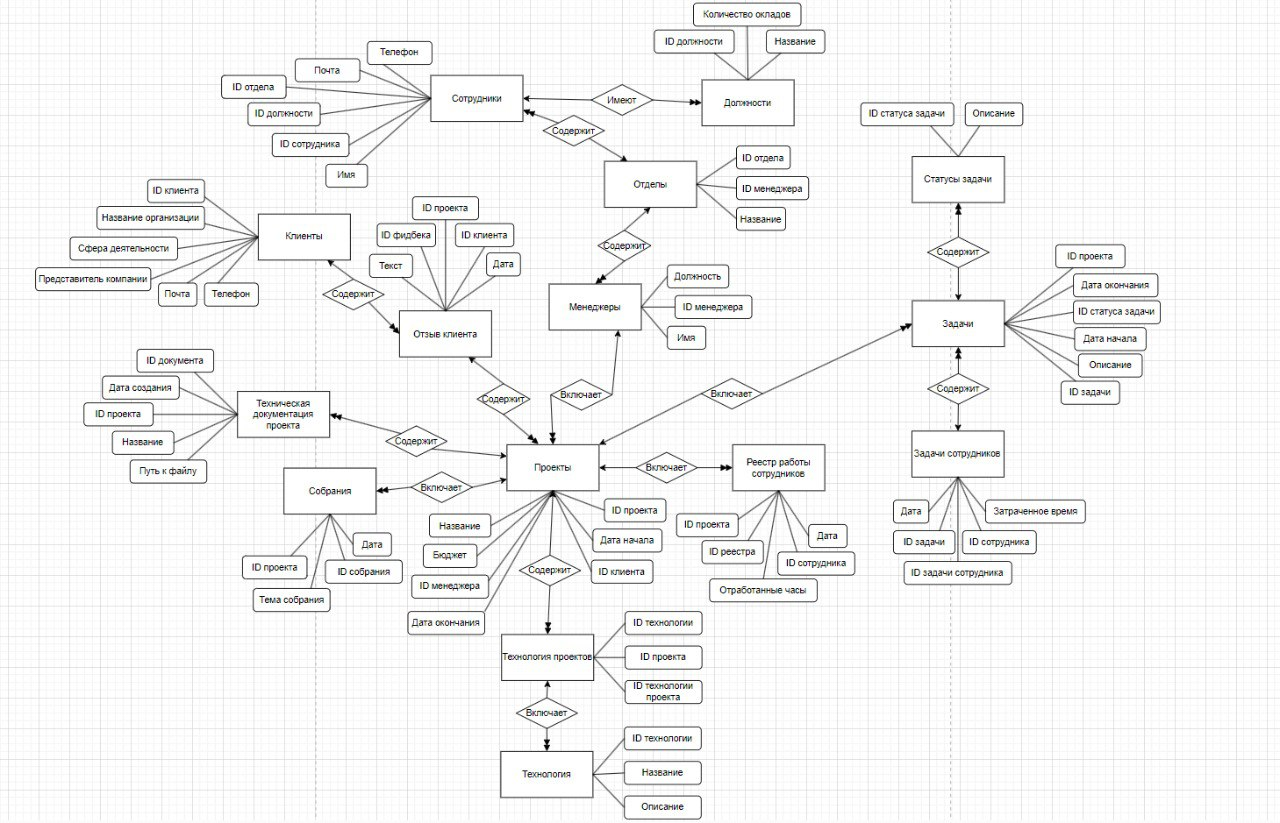 Количество окладов
ID должности
Название
Телефон
Почта
ID отдела
ID должности
ID сотрудника
Имя
Сотрудники
Имеют
Должности
Содержит
ID статуса задачи
Описание
Статусы задачи
Отделы
ID отдела
ID менеджера
Название
ID клиента
Название организации
Сфера деятельности
Представитель компании
Почта
Телефон
Клиенты
ID проекта
ID фидбека
ID клиента
Текст
Дата
Содержит
Отзыв клиента
Содержит
Менеджеры
Должность
ID менеджера
Имя
Содержит
ID проекта
Дата окончания
ID статуса задачи
Дата начала
Описание
ID задачи
Задачи
ID документа
Дата создания
ID проекта
Название
Путь к файлу
Техническая
документация
проекта
Содержит
Содержит
Включает
Включает
Содержит
Проекты
Включает
Реестр работы
сотрудников
Задачи сотрудников
Собрания
Включает
Дата
ID проекта
ID собрания
Тема собрания
Название
Бюджет
ID менеджера
Дата окончания
ID проекта
Дата начала
ID клиента
Содержит
ID проекта
ID реестра
Дата
ID сотрудника
Отработанные часы
Дата
Затраченное время
ID задачи
ID сотрудника
ID задачи сотрудника
Технология проектов
ID технологии
ID проекта
ID технологии
проекта
Включает
Технология
ID технологии
Название
Описание